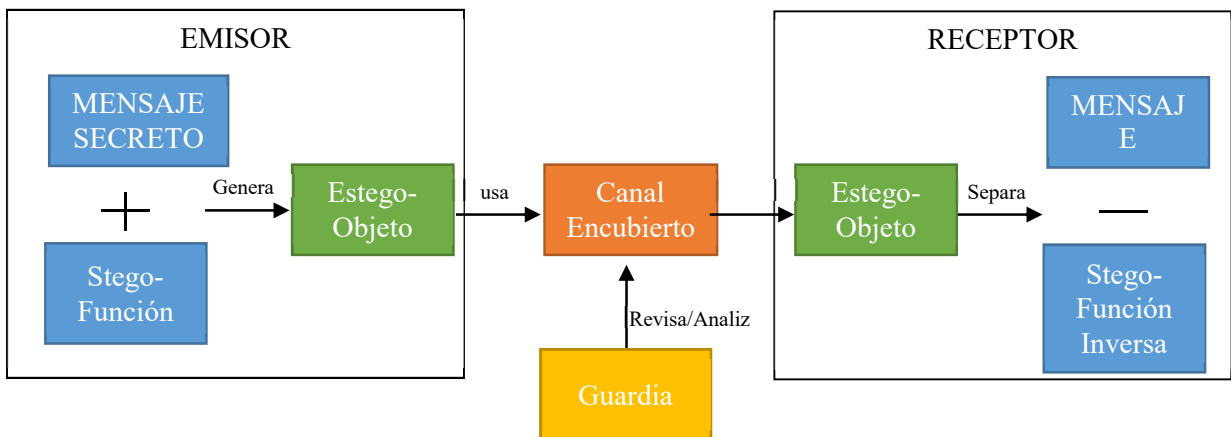 EMISOR
MENSAJE
SECRETO
+
Stego-
Función
Genera
Estego-
Objeto
usa
Canal
Encubierto
Revisa/Analiz
Guardia
RECEPTOR
Estego-
Objeto
Separa
MENSAJ
E
—
Stego-
Función
Inversa